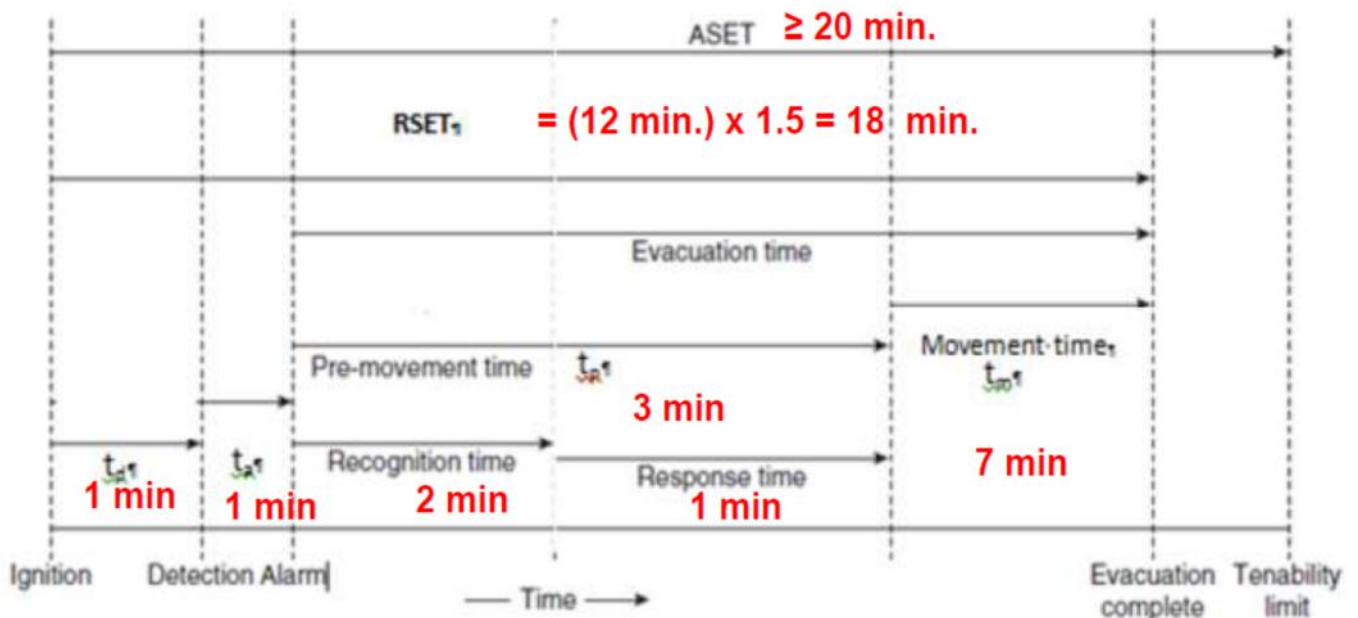 ASET ≥ 20 min.
RSET¶ = (12 min.) x 1.5 = 18 min.
Evacuation time
Pre-movement time
Movement·time¶
3 min
Recognition time
Response time
7 min
1 min
1 min
2 min
1 min
Ignition
Detection Alarm
Time
Evacuation complete
Tenability limit